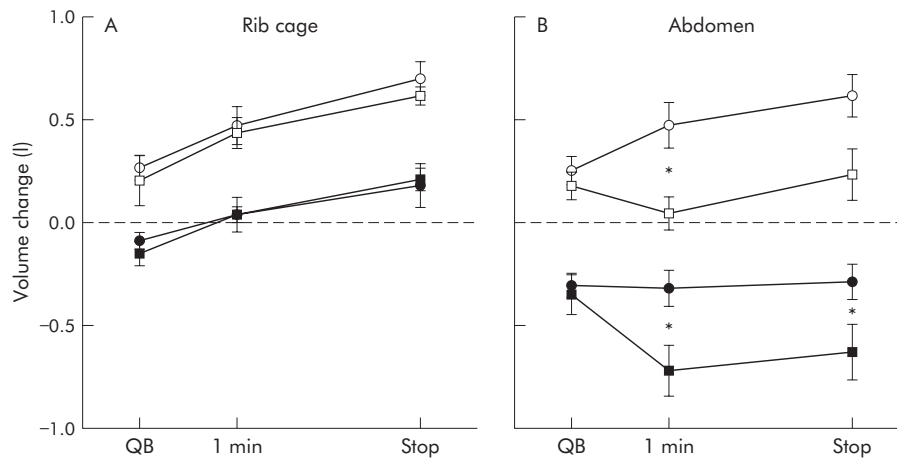 A Rib cage
B Abdomen
Volume change (l)
1.0
0.5
0.0
−0.5
−1.0
*
*
*
QB 1 min Stop
QB 1 min Stop